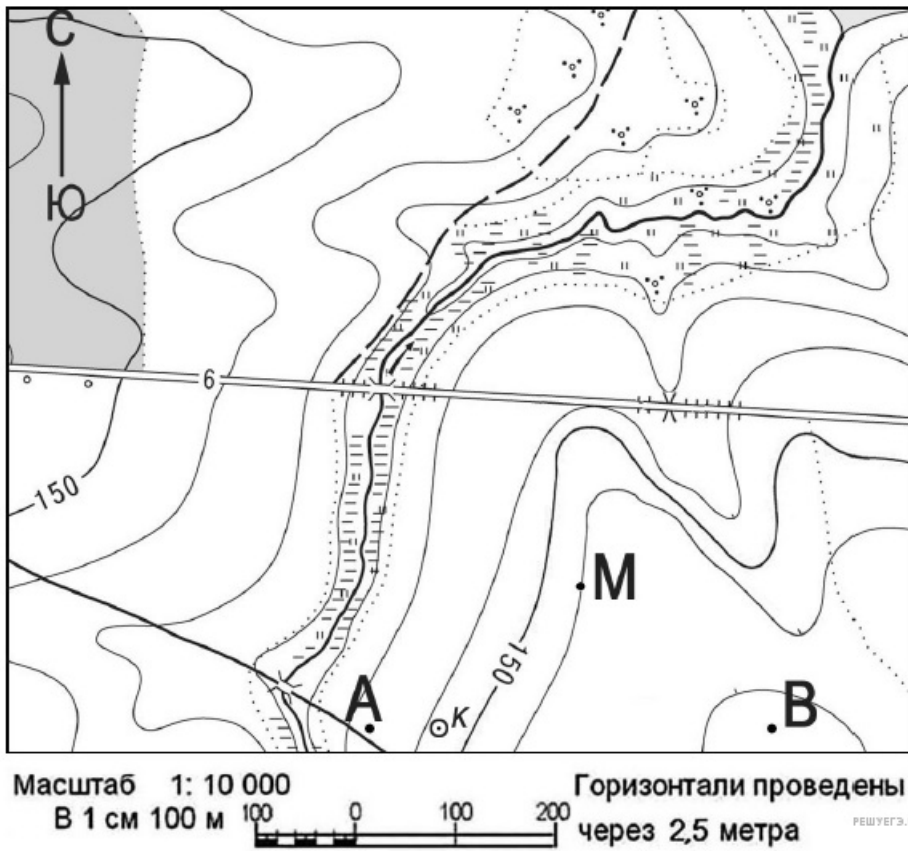 С
Ю
6
150
М
150
А
К
В
Масштаб 1: 10 000
В 1 см 100 м
100 0 100 200
Горизонтали проведены
через 2,5 метра
РЕШУЕГЭ.